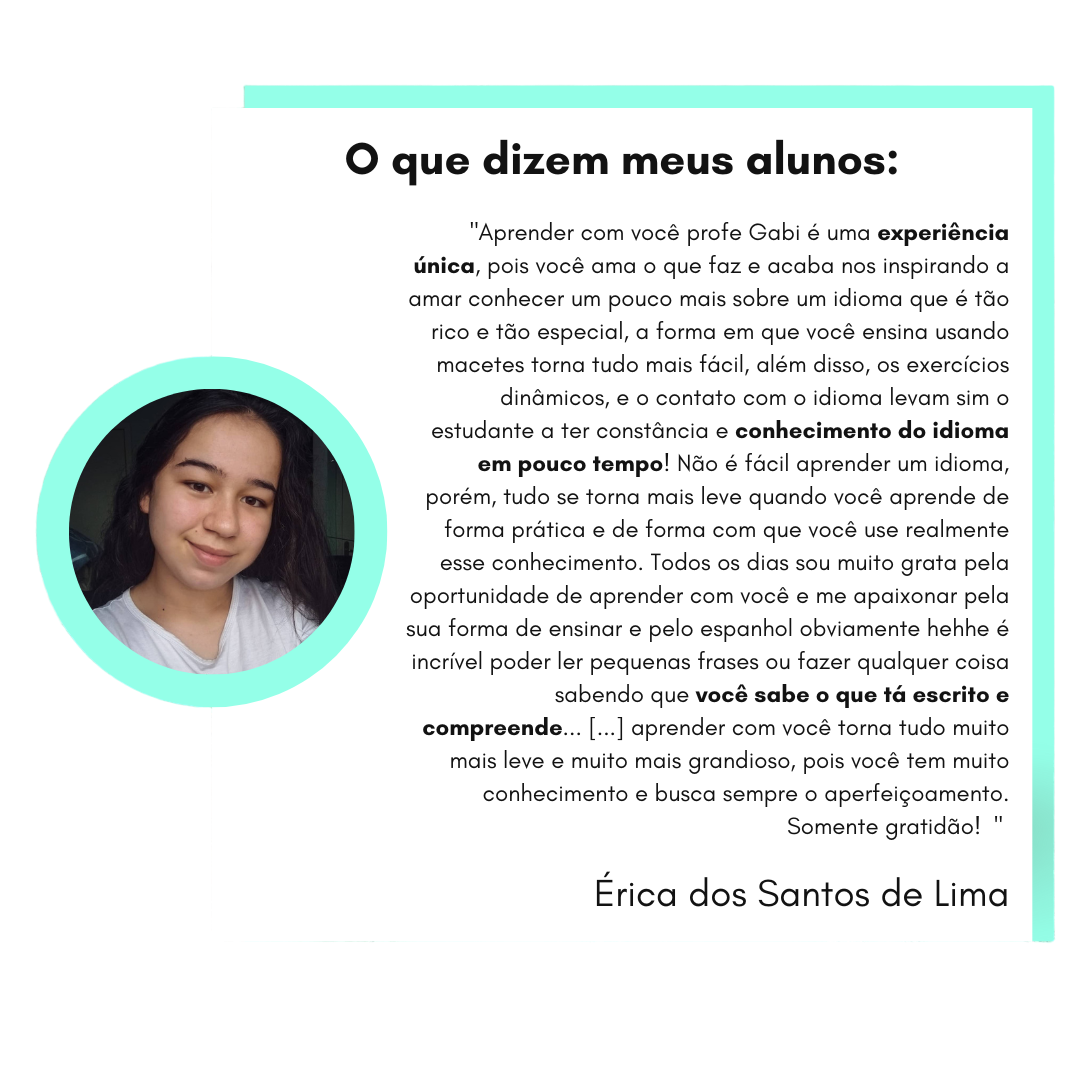 O que dizem meus alunos:
"Aprender com você profe Gabi é uma experiência
única, pois você ama o que faz e acaba nos inspirando a
amar conhecer um pouco mais sobre um idioma que é tão
rico e tão especial, a forma em que você ensina usando
macetes torna tudo mais fácil, além disso, os exercícios
dinâmicos, e o contato com o idioma levam sim o
estudante a ter constância e conhecimento do idioma
em pouco tempo! Não é fácil aprender um idioma,
porém, tudo se torna mais leve quando você aprende de
forma prática e de forma com que você use realmente
esse conhecimento. Todos os dias sou muito grata pela
oportunidade de aprender com você e me apaixonar pela
sua forma de ensinar e pelo espanhol obviamente hehhe é
incrível poder ler pequenas frases ou fazer qualquer coisa
sabendo que você sabe o que tá escrito e
compreende... [...] aprender com você torna tudo muito
mais leve e muito mais grandioso, pois você tem muito
conhecimento e busca sempre o aperfeiçoamento.
Somente gratidão! "
Érica dos Santos de Lima